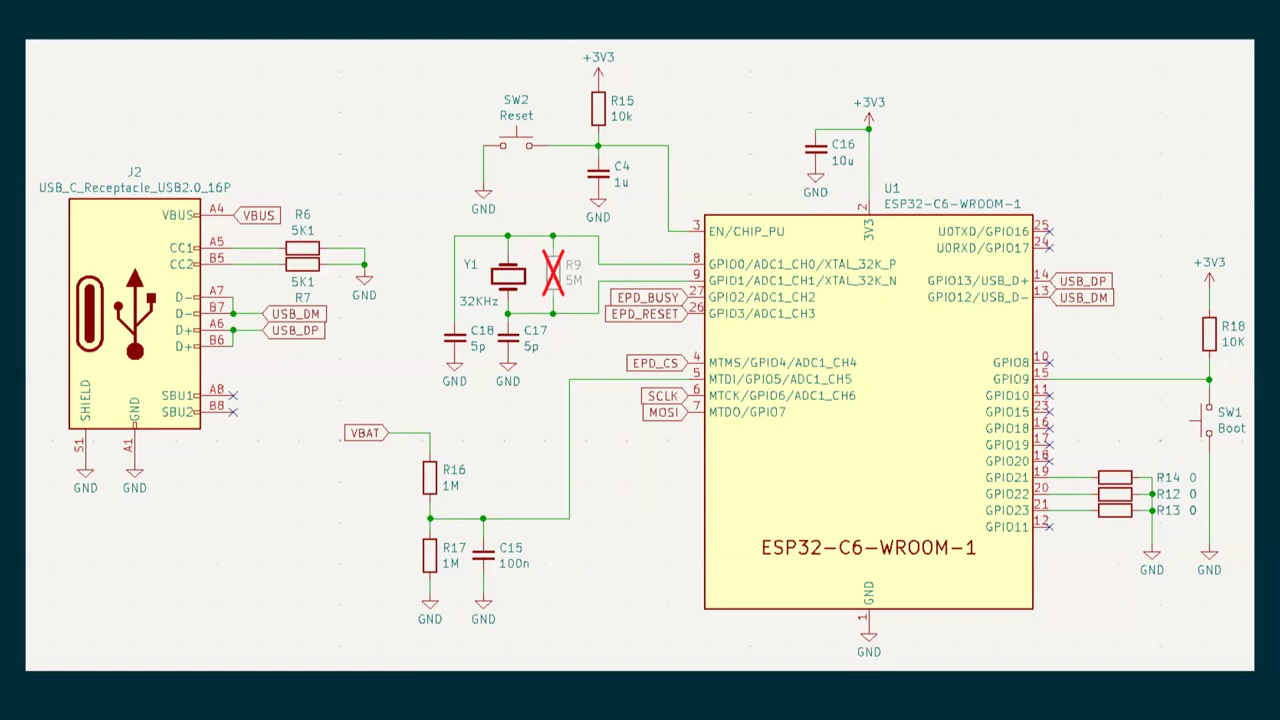 +3V3
SW2
Reset
R15
10k
C4
1u
GND
GND
+3V3
C16
10u
GND
U1
ESP32-C6-WROOM-1
J2
USB_C_Receptacle_USB2.0_16P
VBUS
A4
VBUS
CC1
A5
CC2
B5
R6
5K1
5K1
R7
GND
D-
A7
D-
B7
USB_DM
D+
A6
USB_DP
D+
B6
SBU1
A8
SBU2
B8
SHIELD
GND
S1
A1
GND
GND
Y1
32KHz
R9
5M
C18
5p
C17
5p
GND
GND
2
3V3
3
EN/CHIP_PU
8
GPIO0/ADC1_CH0/XTAL_32K_P
9
GPIO1/ADC1_CH1/XTAL_32K_N
EPD_BUSY
27
GPIO2/ADC1_CH2
EPD_RESET
26
GPIO3/ADC1_CH3
EPD_CS
4
MTMS/GPIO4/ADC1_CH4
5
MTDI/GPIO5/ADC1_CH5
SCLK
6
MTCK/GPIO6/ADC1_CH6
MOSI
7
MTDO/GPIO7
U0TXD/GPIO16
25
U0RXD/GPIO17
24
GPIO13/USB_D+
14
USB_DP
GPIO12/USB_D-
13
USB_DM
GPIO8
10
GPIO9
15
GPIO10
11
GPIO15
23
GPIO18
16
GPIO19
17
GPIO20
18
GPIO21
19
R14 0
GPIO22
20
R12 0
GPIO23
21
R13 0
GPIO11
12
+3V3
R18
10K
SW1
Boot
GND
GND
VBAT
R16
1M
R17
1M
C15
100n
GND
GND
ESP32-C6-WROOM-1
GND
1
GND